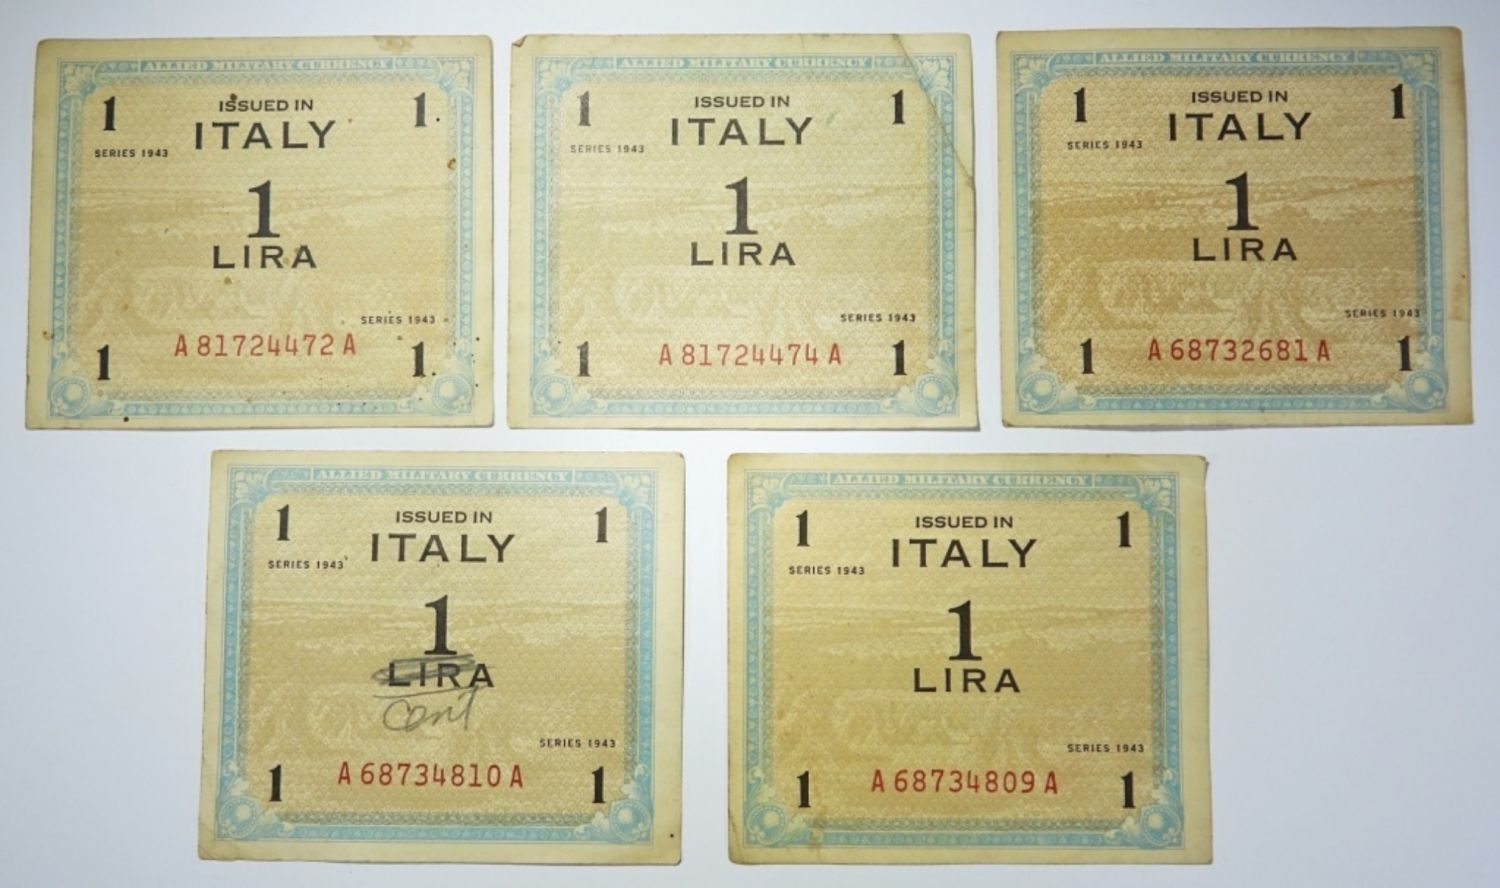 ALLIED MILITARY CURRENCY
1 ISSUED IN 1
ITALY
SERIES 1943
1
LIRA
SERIES 1943
A 81724472 A
1 1
ALLIED MILITARY CURRENCY
1 ISSUED IN 1
ITALY
SERIES 1943
1
LIRA
SERIES 1943
A 81724474 A
1 1
ALLIED MILITARY CURRENCY
1 ISSUED IN 1
ITALY
SERIES 1943
1
LIRA
SERIES 1943
A 68732681 A
1 1
ALLIED MILITARY CURRENCY
1 ISSUED IN 1
ITALY
SERIES 1943
1
LIRA
cent
SERIES 1943
A 68734810 A
1 1
ALLIED MILITARY CURRENCY
1 ISSUED IN 1
ITALY
SERIES 1943
1
LIRA
SERIES 1943
A 68734809 A
1 1